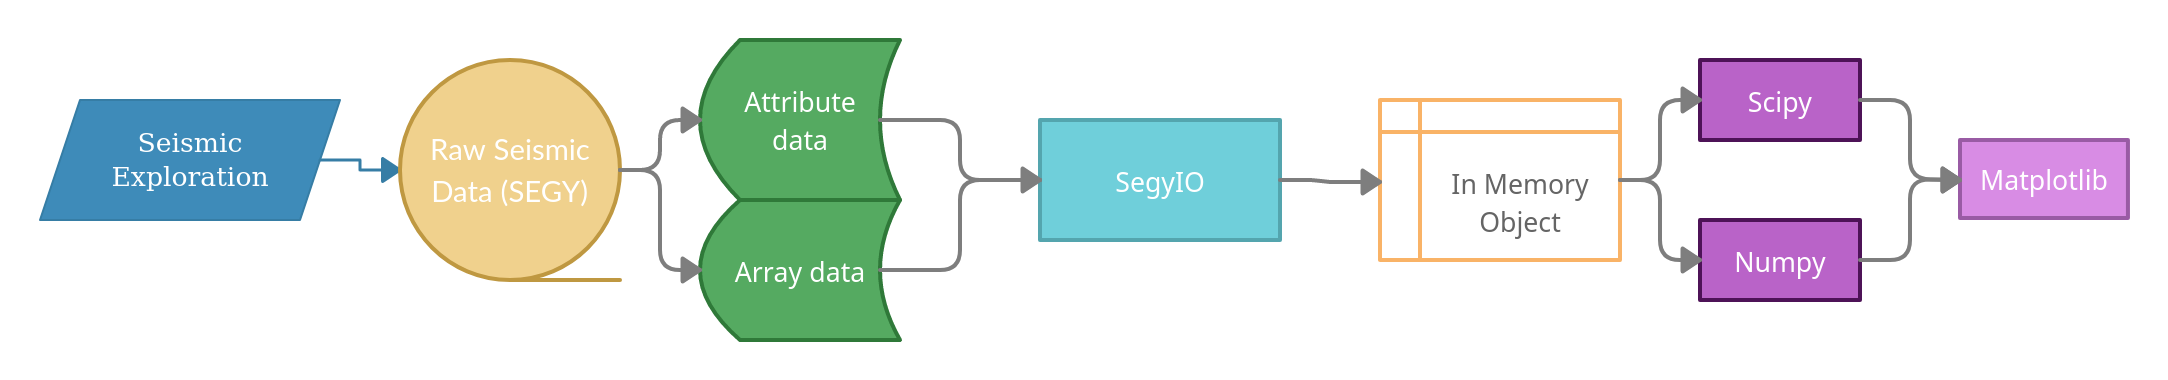 Seismic
Exploration
Raw Seismic
Data (SEGY)
Attribute
data
Array data
SegyIO
In Memory
Object
Scipy
Numpy
Matplotlib